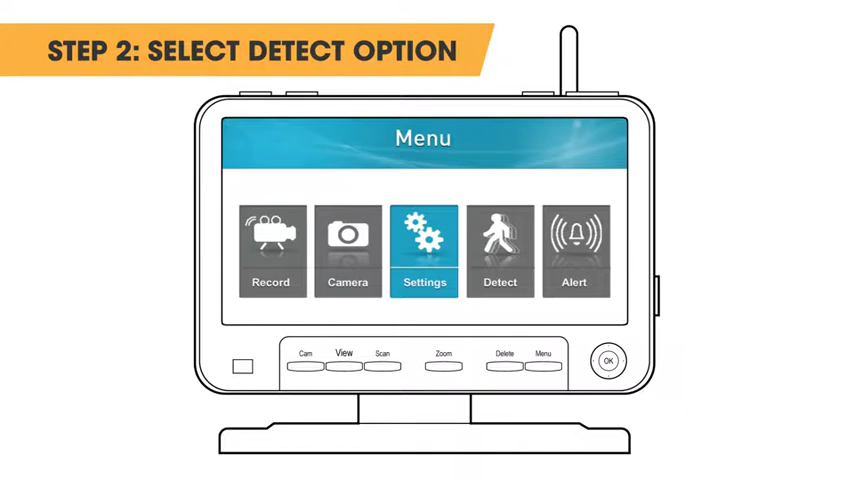 STEP 2: SELECT DETECT OPTION
Menu
Record Camera Settings Detect Alert
Cam View Scan Zoom Delete Menu
OK